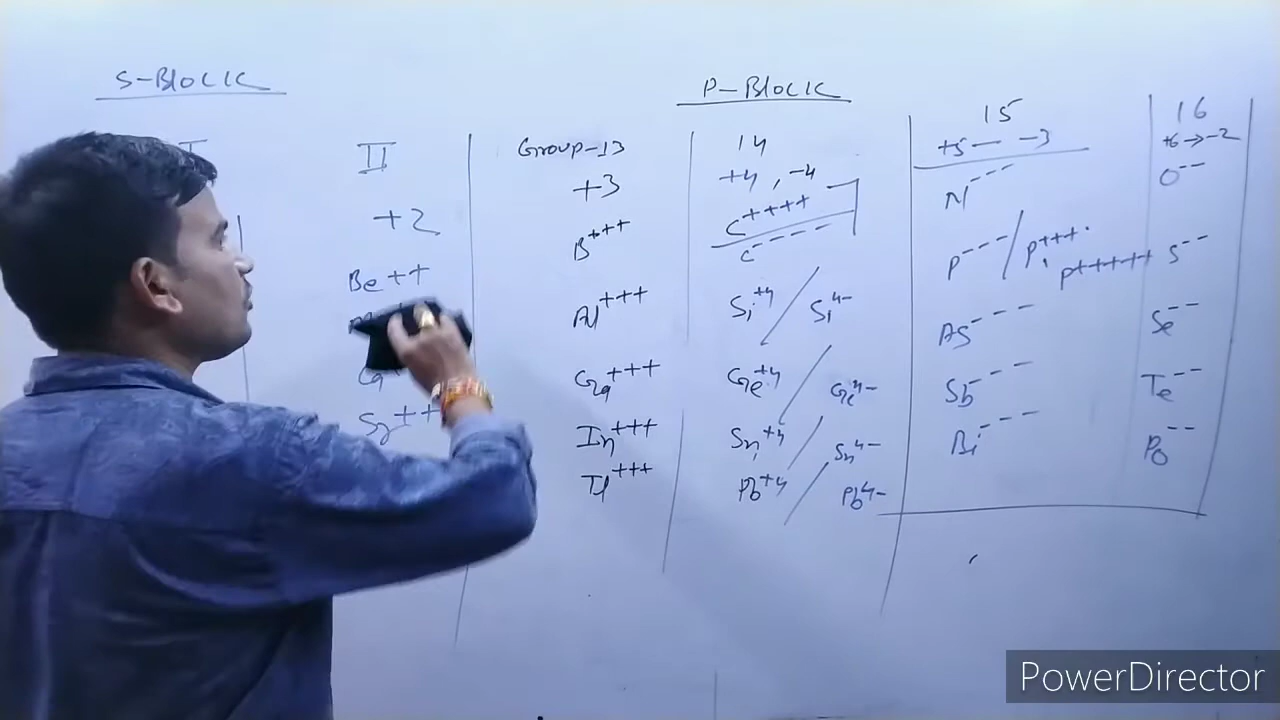 S-BLOCK
P-BLOCK
I
II
+2
Be++
Ca
Sr++
Group-13
+3
B+++
Al+++
Ga+++
In+++
Tl+++
14
+4, -4
C++++
C----
Si+4 / Si4-
Ge+4 / Ge4-
Sn+4 / Sn4-
Pb+4 / Pb4-
15
+5— -3
N---
P--- / P+++ P+++++
As---
Sb---
Bi---
16
+6→-2
O--
S--
Se--
Te--
Po--
PowerDirector